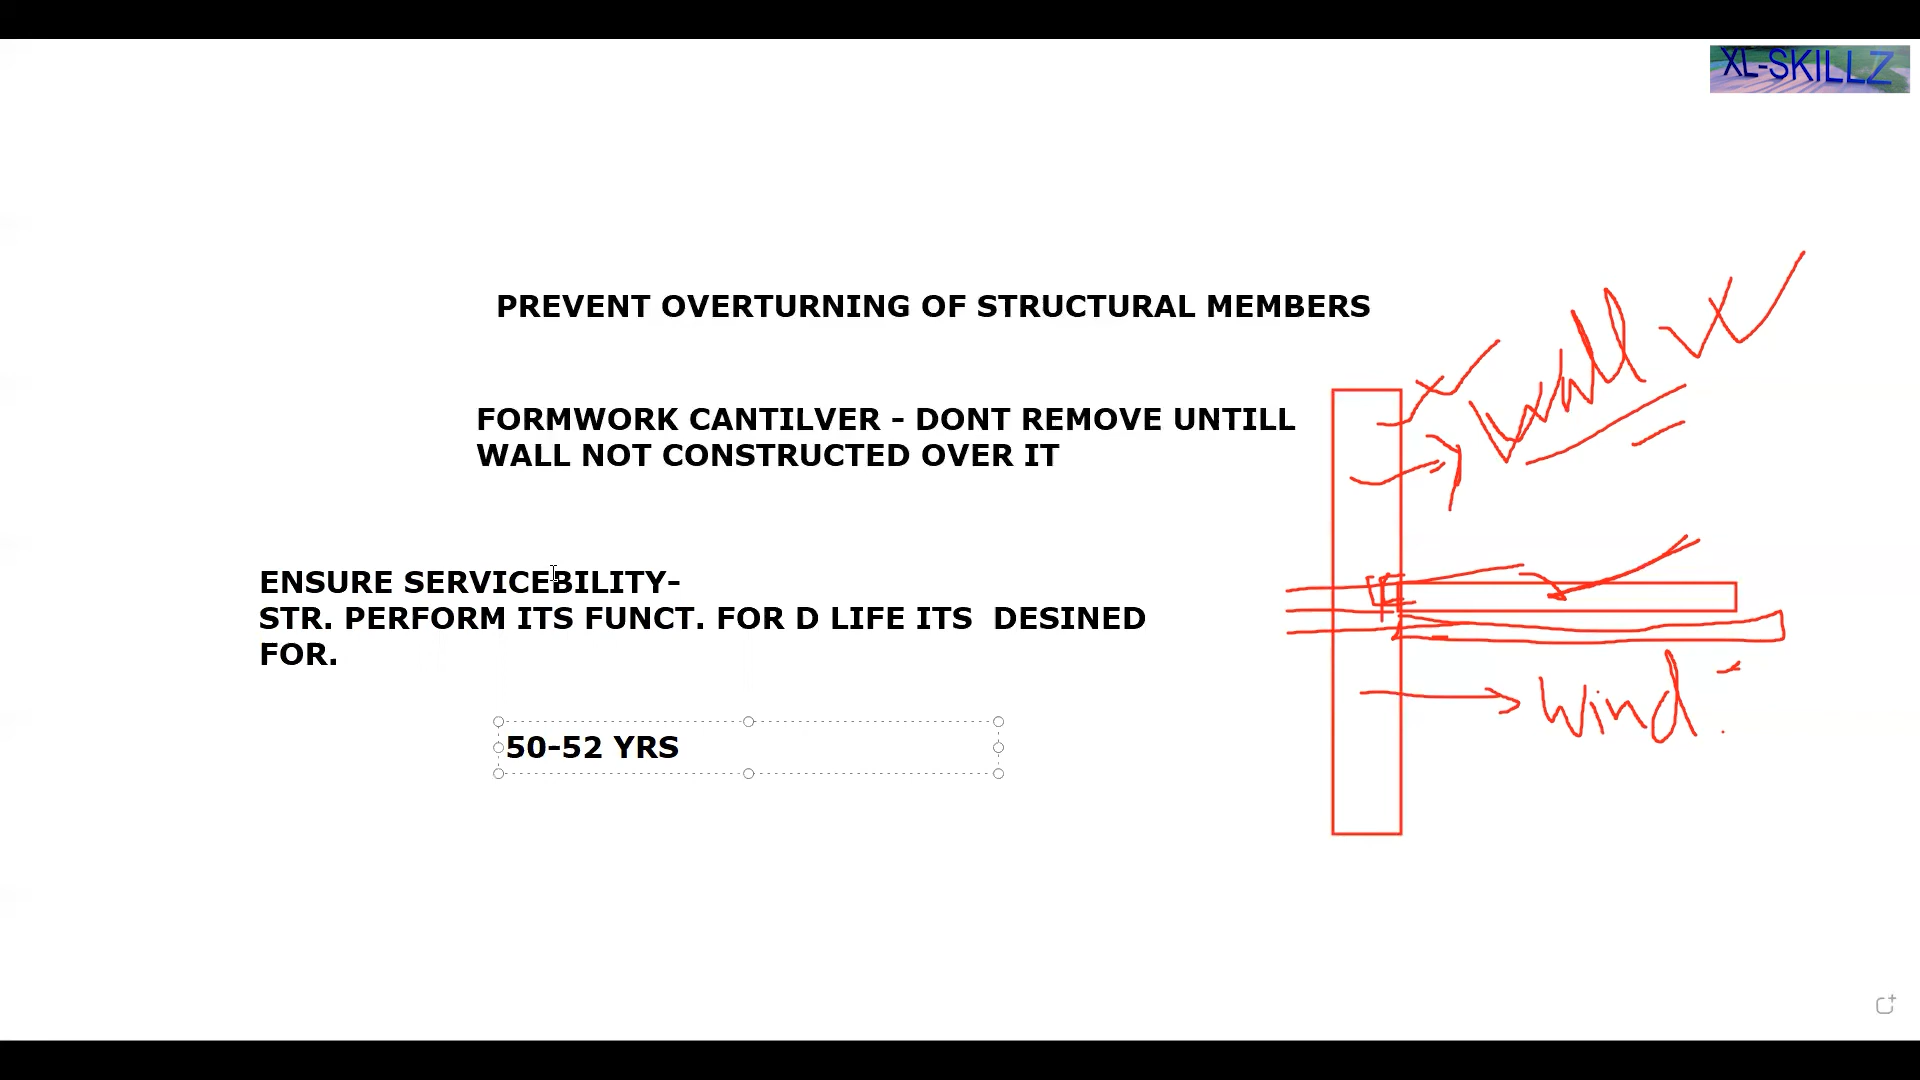 XL-SKILLZ
PREVENT OVERTURNING OF STRUCTURAL MEMBERS
FORMWORK CANTILVER - DONT REMOVE UNTILL
WALL NOT CONSTRUCTED OVER IT
Wall
ENSURE SERVICEBILITY-
STR. PERFORM ITS FUNCT. FOR D LIFE ITS DESINED
FOR.
Wind
50-52 YRS